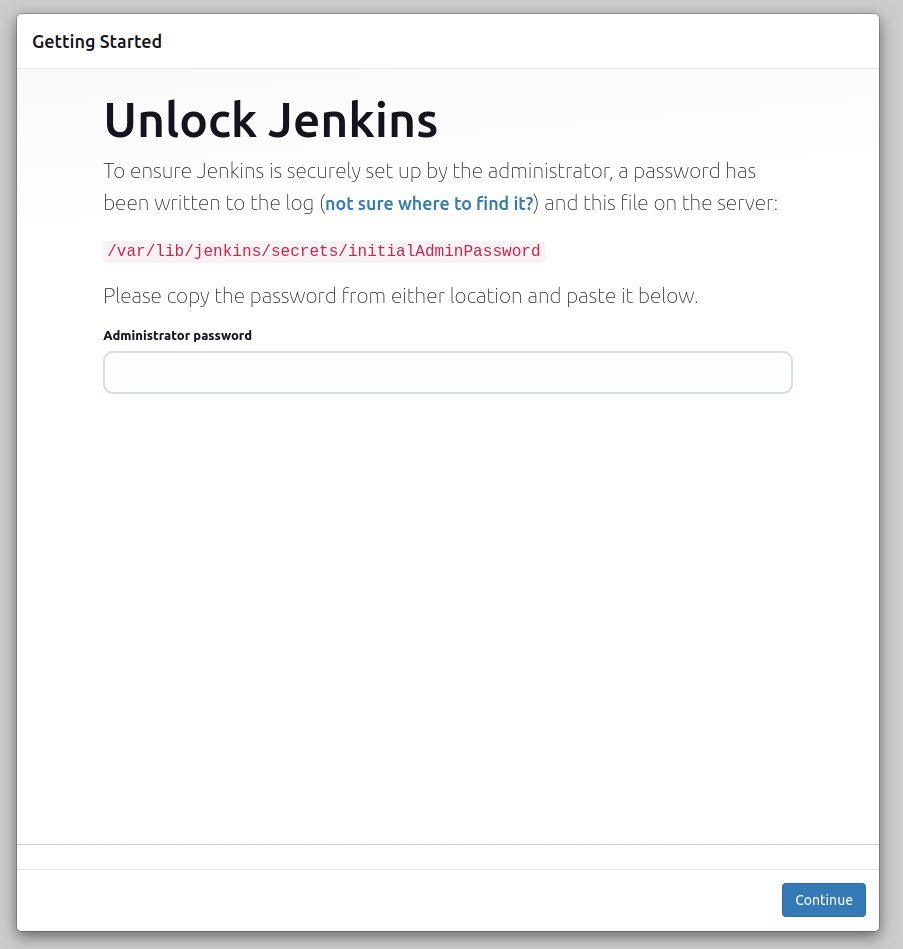 Getting Started
Unlock Jenkins
To ensure Jenkins is securely set up by the administrator, a password has
been written to the log (not sure where to find it?) and this file on the server:
/var/lib/jenkins/secrets/initialAdminPassword
Please copy the password from either location and paste it below.
Administrator password
Continue